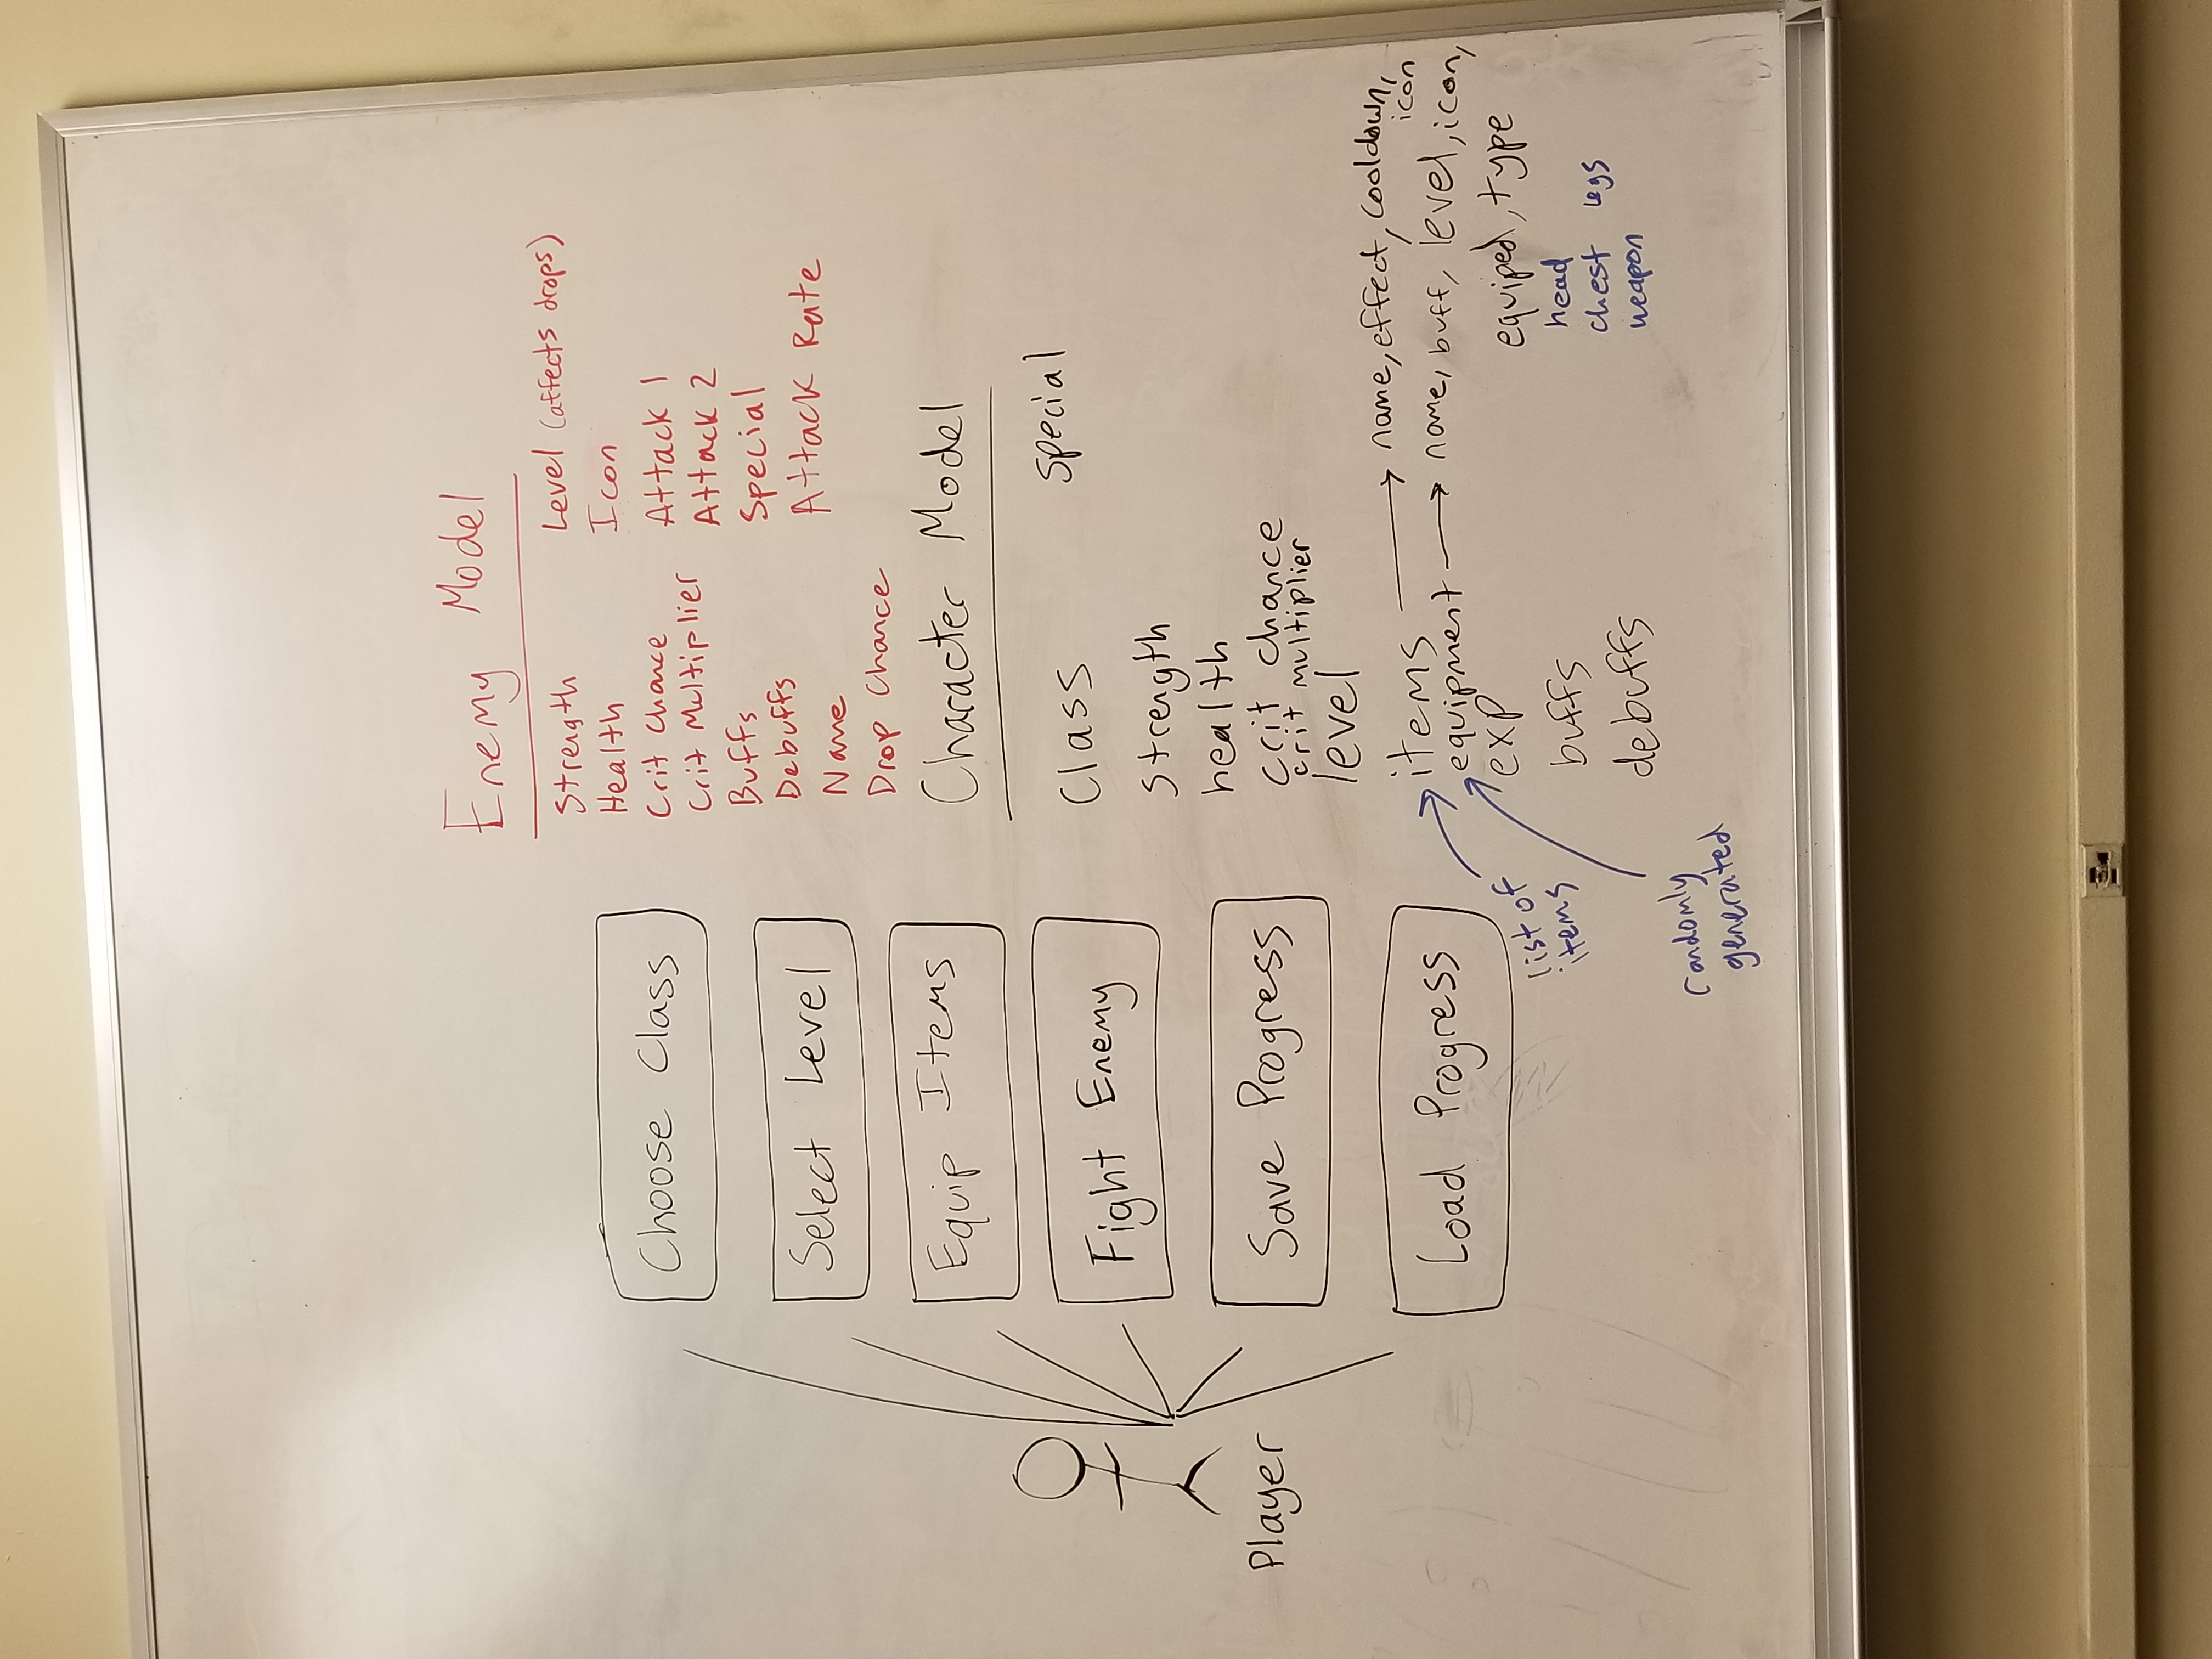 Choose Class
Select Level
Equip Items
Fight Enemy
Save Progress
Load Progress
Player
Enemy Model
Strength
Health
Crit Chance
Crit Multiplier
Buffs
Debuffs
Name
Drop Chance
Level (affects drops)
Icon
Attack 1
Attack 2
Special
Attack Rate
Character Model
Class
Special
Strength
health
crit chance
crit multiplier
level
items
name, effect, cooldown,
icon
equipment
name, buff, level, icon,
equiped, type
head
chest legs
weapon
exp
buffs
debuffs
list of
items
randomly
generated